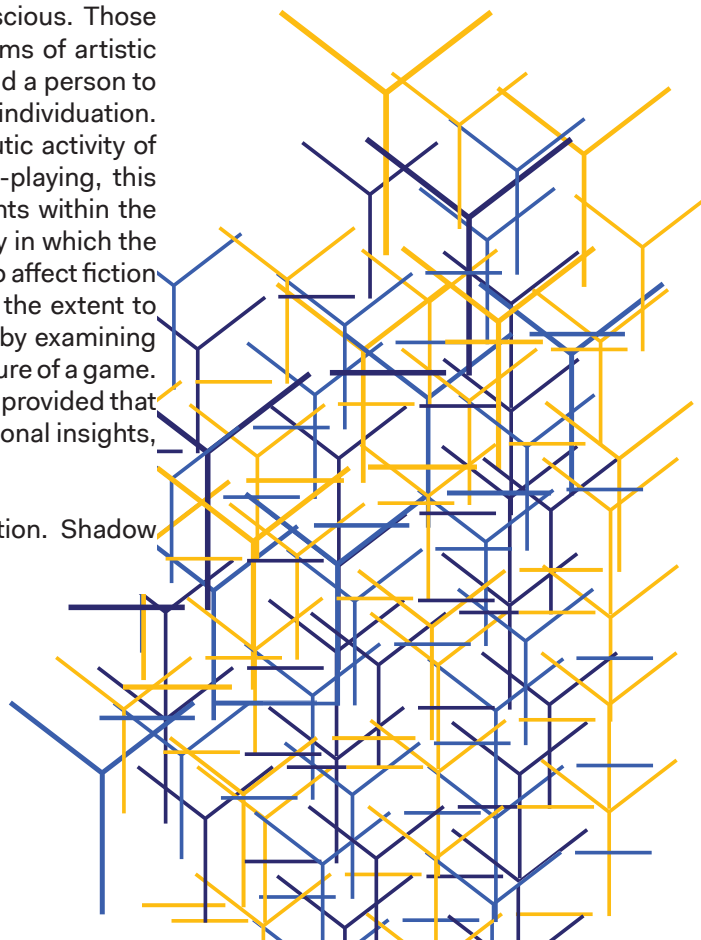 scious. Those
ms of artistic
d a person to
individuation.
utic activity of
-playing, this
nts within the
y in which the
o affect fiction
the extent to
by examining
ure of a game.
provided that
onal insights,
tion. Shadow